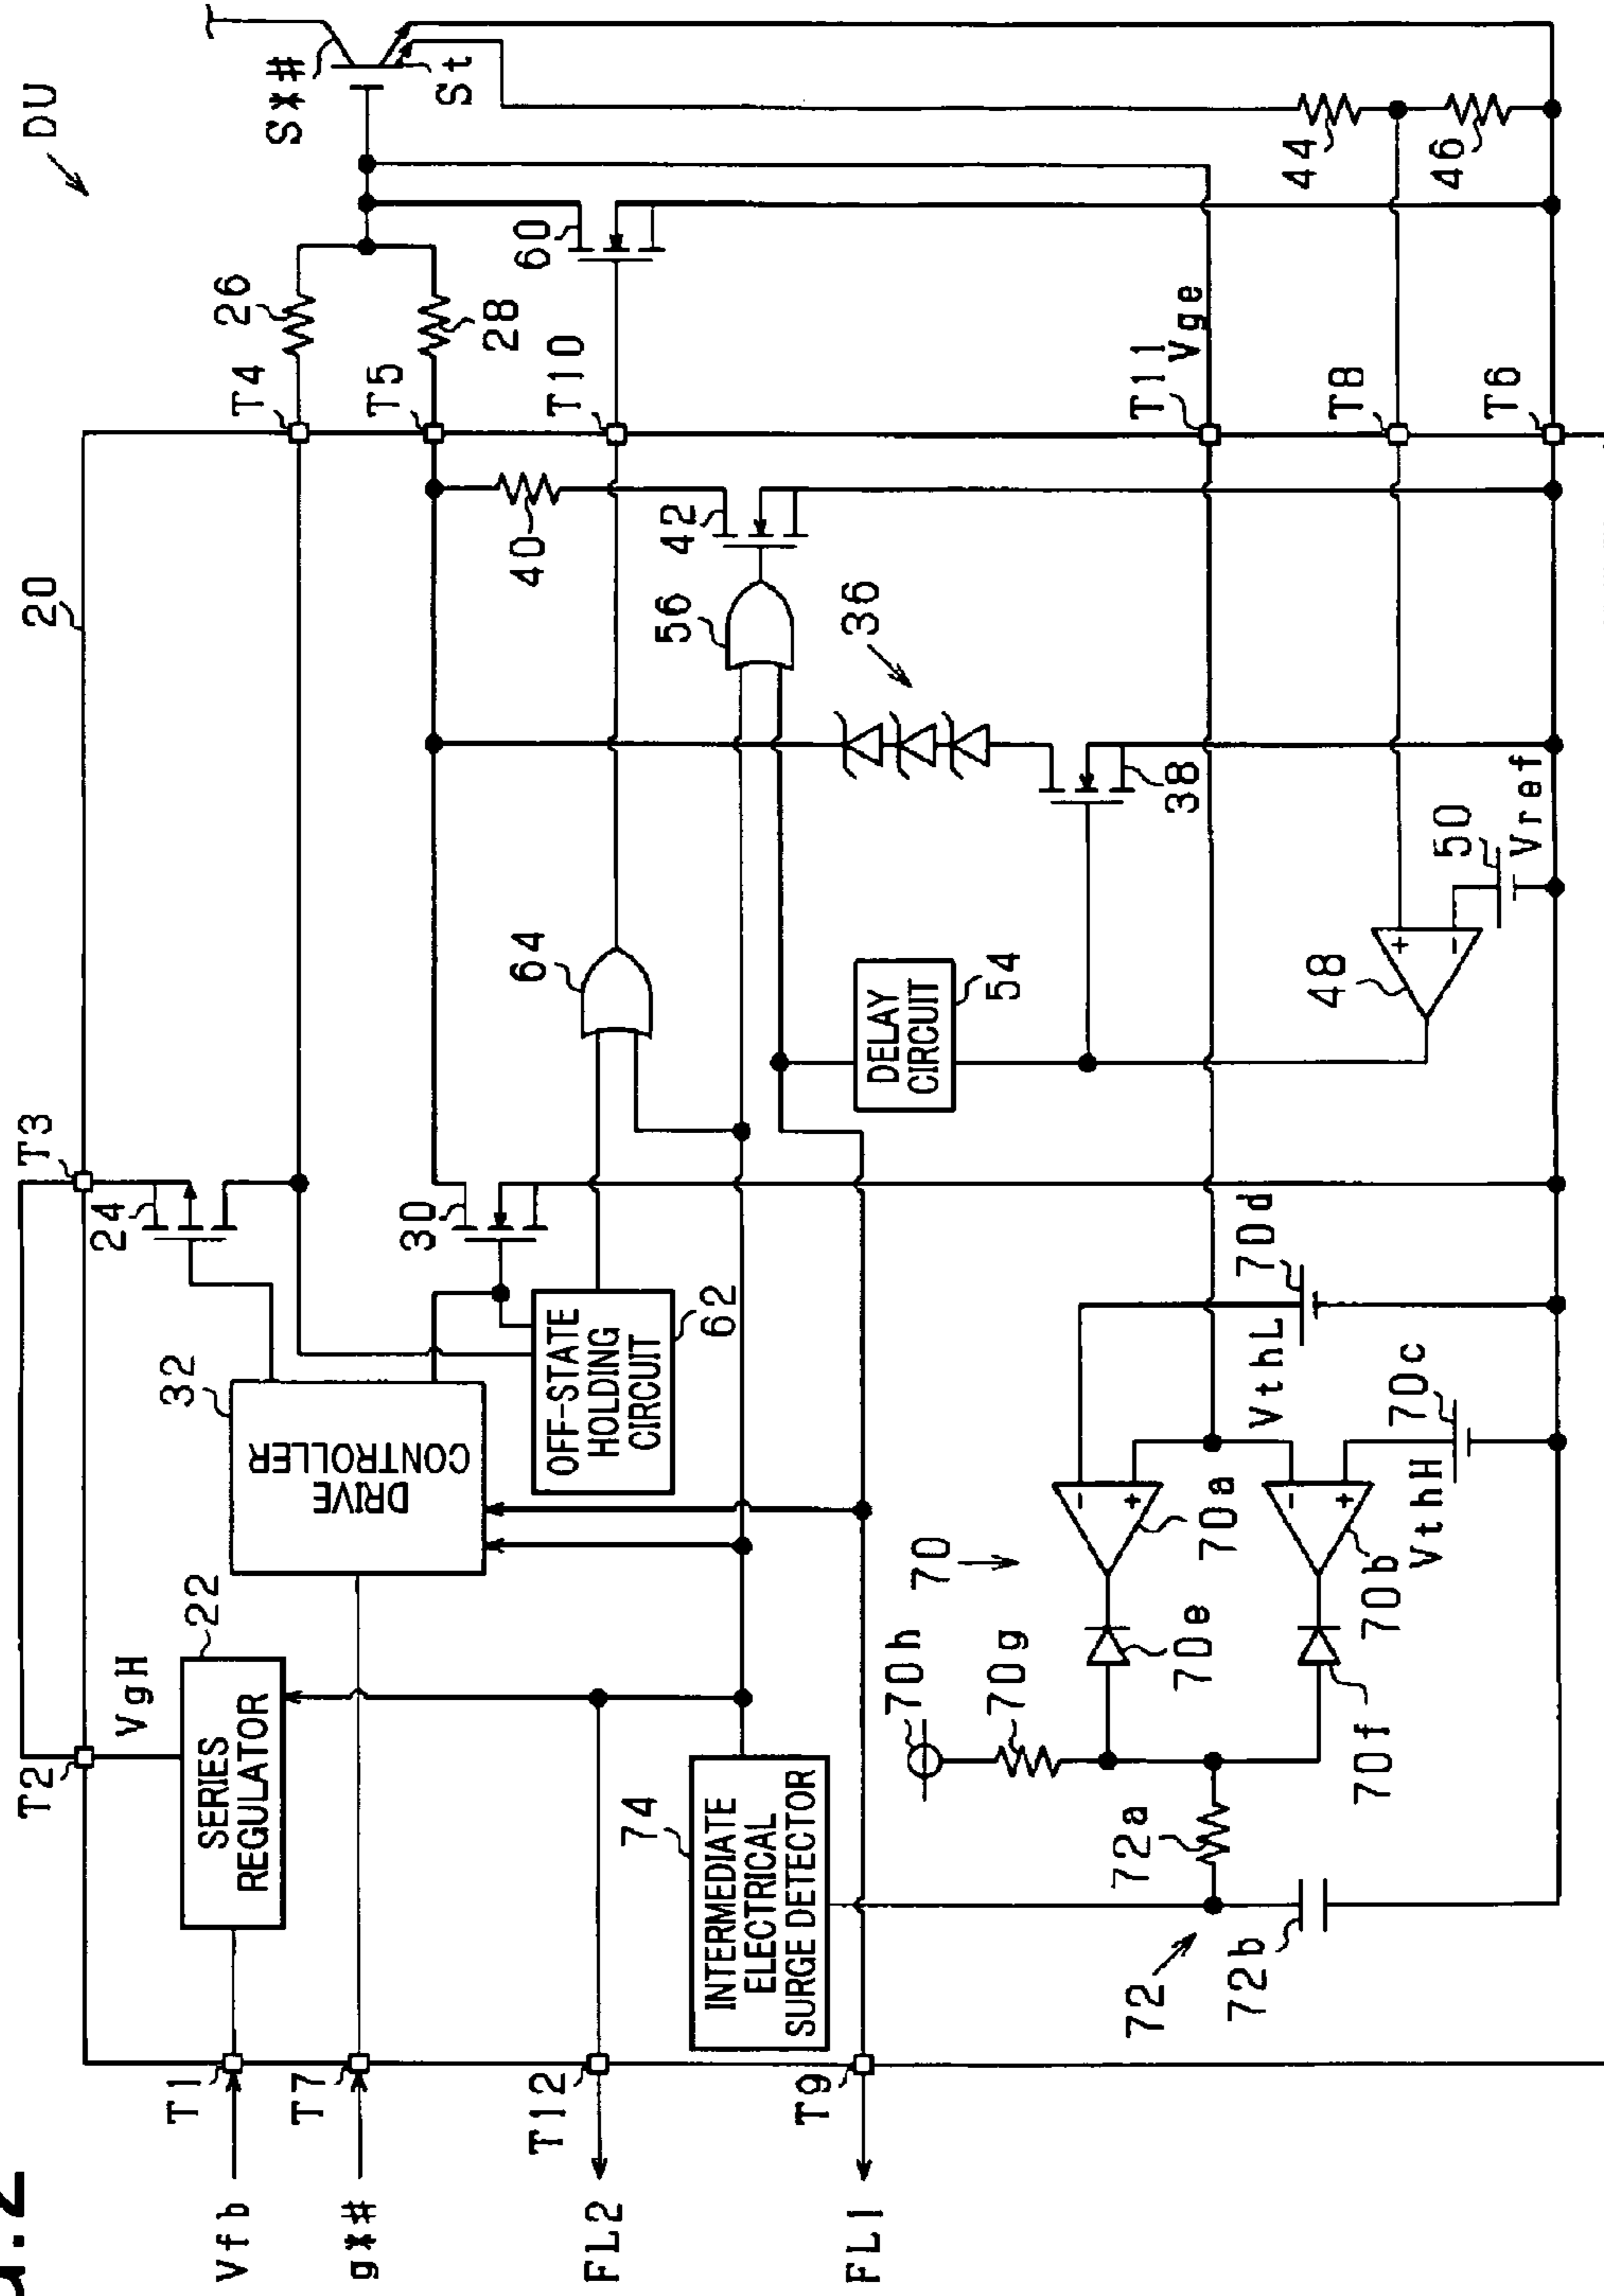 DU
S*#
St
26
T4
28
T5
60
T10
T11
Vge
44
46
T8
T6
20
40
42
56
36
38
50
Vref
48
64
DELAY
CIRCUIT
54
T3
24
30
32
DRIVE
CONTROLLER
OFF-STATE
HOLDING
CIRCUIT
62
VthL
70d
70c
VthH
70a
70b
70
70e
70f
70g
70h
T2
VgH
22
SERIES
REGULATOR
74
INTERMEDIATE
ELECTRICAL
SURGE DETECTOR
72a
72
72b
+
-
-
+
-
+
T1
T7
T12
T9
Vfb
g*#
FL2
FL1